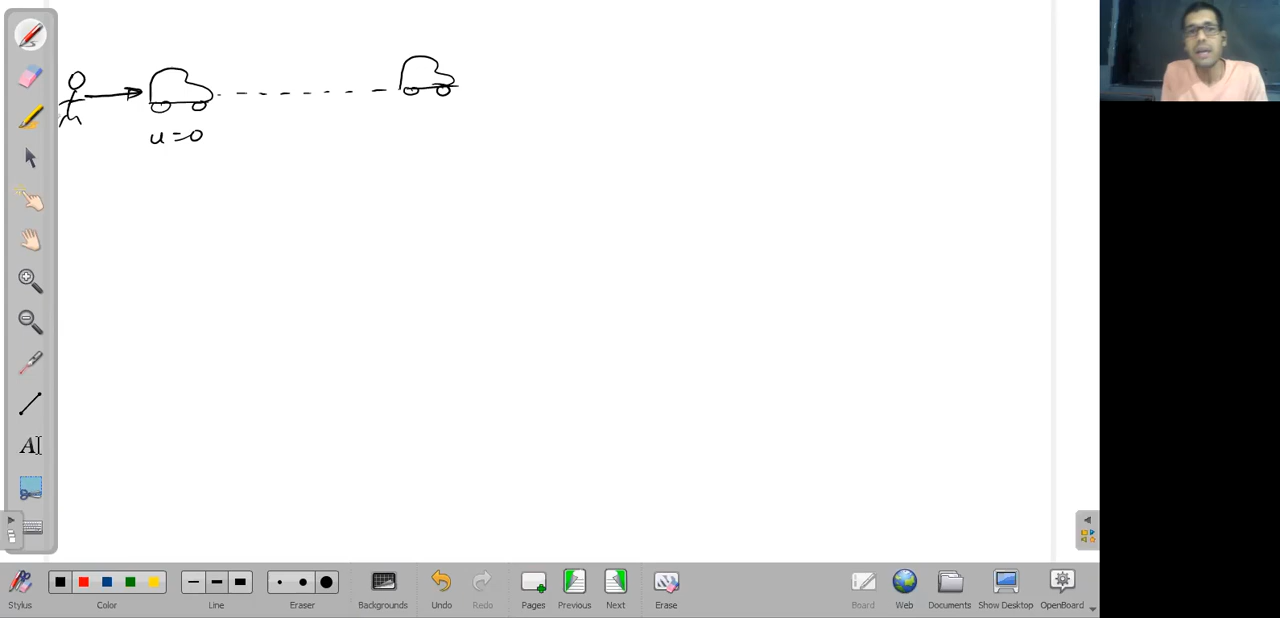 u=0
A
Stylus
Color
Line
Eraser
Backgrounds
Undo
Redo
Pages
Previous
Next
Erase
Board
Web
Documents
Show Desktop
OpenBoard